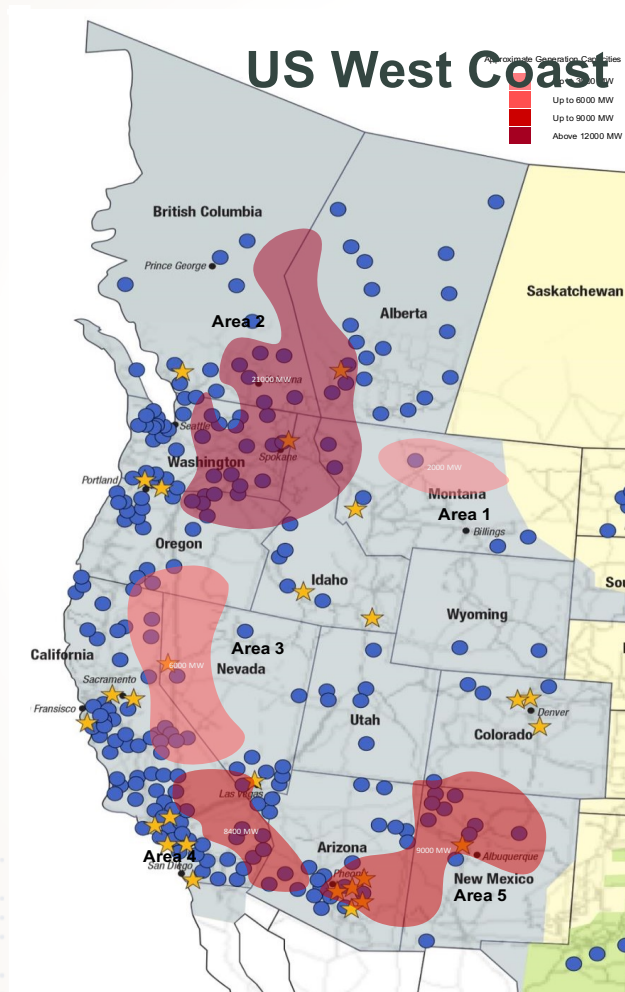 US West Coast
Approximate Generation Capacities
Up to 6000 MW
Up to 9000 MW
Above 12000 MW
British Columbia
Prince George
Saskatchewan
Area 2
Alberta
21000 MW
Seattle
Washington
Spokane
2000 MW
Portland
Montana
Area 1
Billings
Oregon
Idaho
Wyoming
Area 3
California
6000 MW
Nevada
Sacramento
Fransisco
Utah
Denver
Colorado
Las Vegas
8400 MW
Arizona
9000 MW
Area 4
Albuquerque
San Diego
Pheonix
New Mexico
Area 5